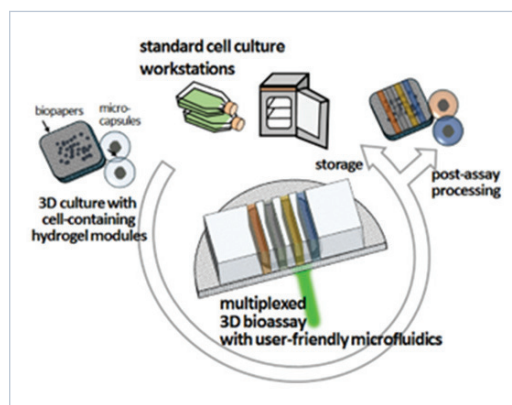 standard cell culture
workstations
biopapers
micro-
capsules
3D culture with
cell-containing
hydrogel modules
storage
post-assay
processing
multiplexed
3D bioassay
with user-friendly microfluidics